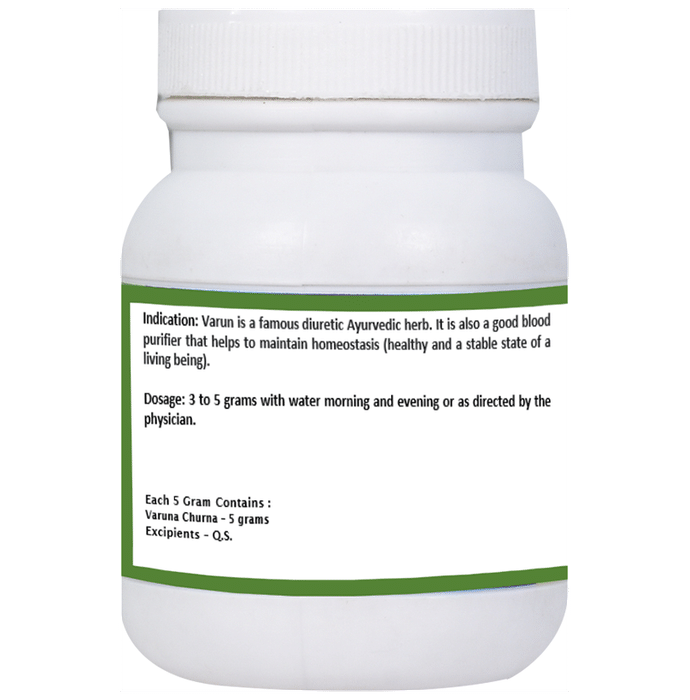 Indication: Varun is a famous diuretic Ayurvedic herb. It is also a good blood
purifier that helps to maintain homeostasis (healthy and a stable state of a
living being).
Dosage: 3 to 5 grams with water morning and evening or as directed by the
physician.
Each 5 Gram Contains :
Varuna Churna - 5 grams
Excipients - Q.S.